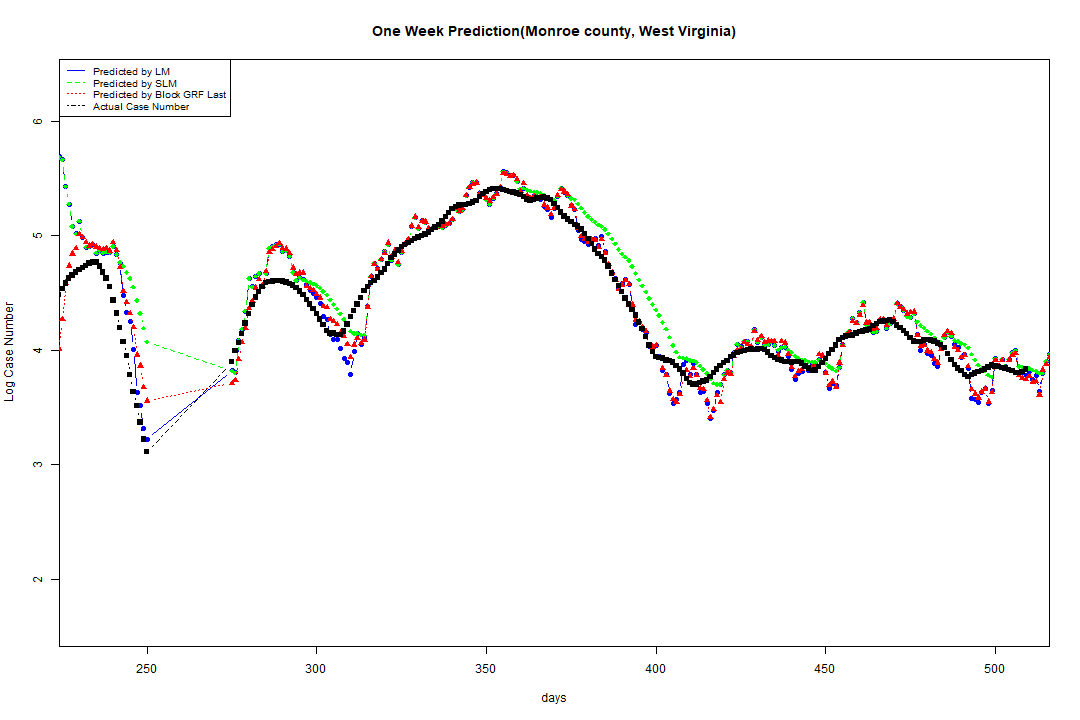 One Week Prediction(Monroe county, West Virginia)
Predicted by LM
Predicted by SLM
Predicted by Block GRF Last
Actual Case Number
6
5
4
3
2
Log Case Number
250 300 350 400 450 500
days